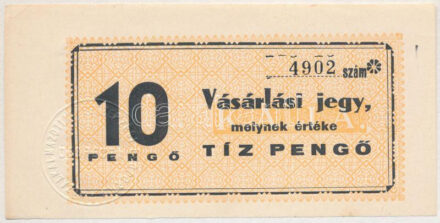 4902 szám
10
Vásárlási jegy,
melynek értéke
PENGŐ TÍZ PENGŐ